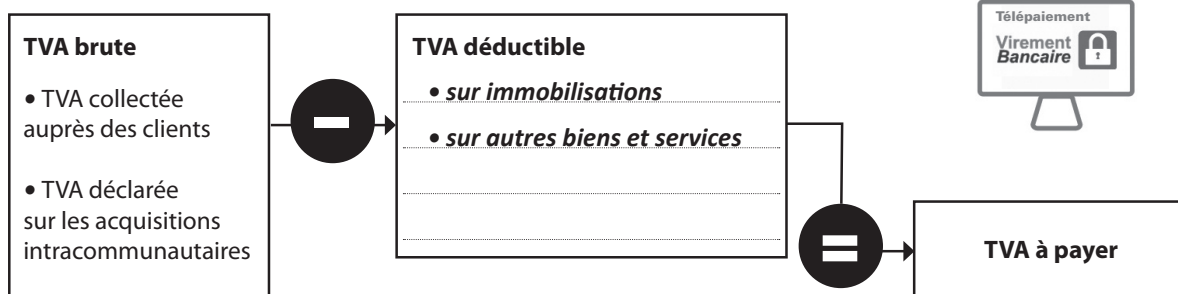 TVA brute
• TVA collectée
auprès des clients
• TVA déclarée
sur les acquisitions
intracommunautaires
TVA déductible
• sur immobilisations
• sur autres biens et services
Télépaiement
Virement
Bancaire
TVA à payer